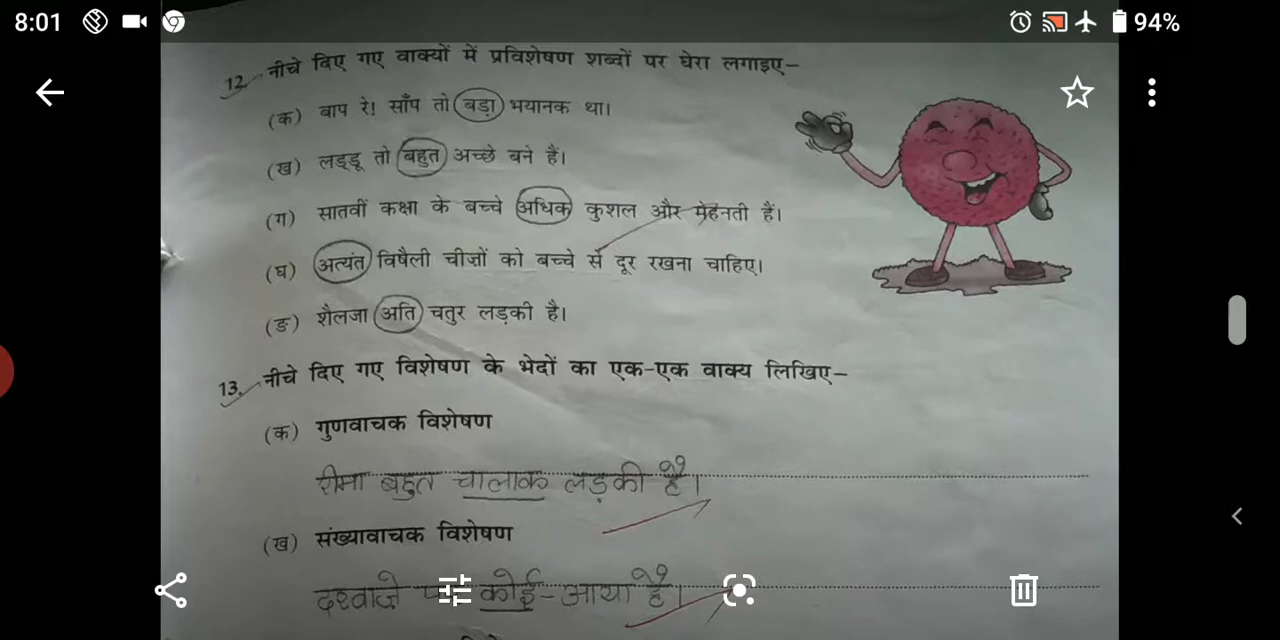 8:01
94%
12. नीचे दिए गए वाक्यों में प्रविशेषण शब्दों पर घेरा लगाइए–
(क) बाप रे! साँप तो बड़ा भयानक था।
(ख) लड्डू तो बहुत अच्छे बने हैं।
(ग) सातवीं कक्षा के बच्चे अधिक कुशल और मेहनती हैं।
(घ) अत्यंत विषैली चीज़ों को बच्चे से दूर रखना चाहिए।
(ङ) शैलजा अति चतुर लड़की है।
13. नीचे दिए गए विशेषण के भेदों का एक-एक वाक्य लिखिए–
(क) गुणवाचक विशेषण
रीमा बहुत चालाक लड़की है।
(ख) संख्यावाचक विशेषण
दरवाज़े कोई आया है।